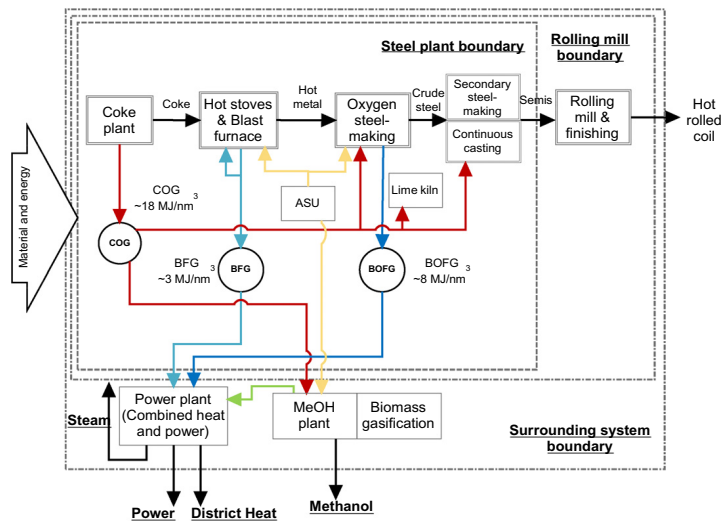 Steel plant boundary
Rolling mill
boundary
Coke
plant
Coke
Hot stoves
& Blast
furnace
Hot
metal
Oxygen
steel-
making
Crude
steel
Secondary
steel-
making
Continuous
casting
Semis
Rolling
mill &
finishing
Hot
rolled
coil
Material and energy
COG
~18 MJ/nm³
ASU
Lime kiln
COG
BFG
~3 MJ/nm³
BFG
BOFG
BOFG
~8 MJ/nm³
Steam
Power plant
(Combined heat
and power)
MeOH
plant
Biomass
gasification
Surrounding system
boundary
Power
District Heat
Methanol